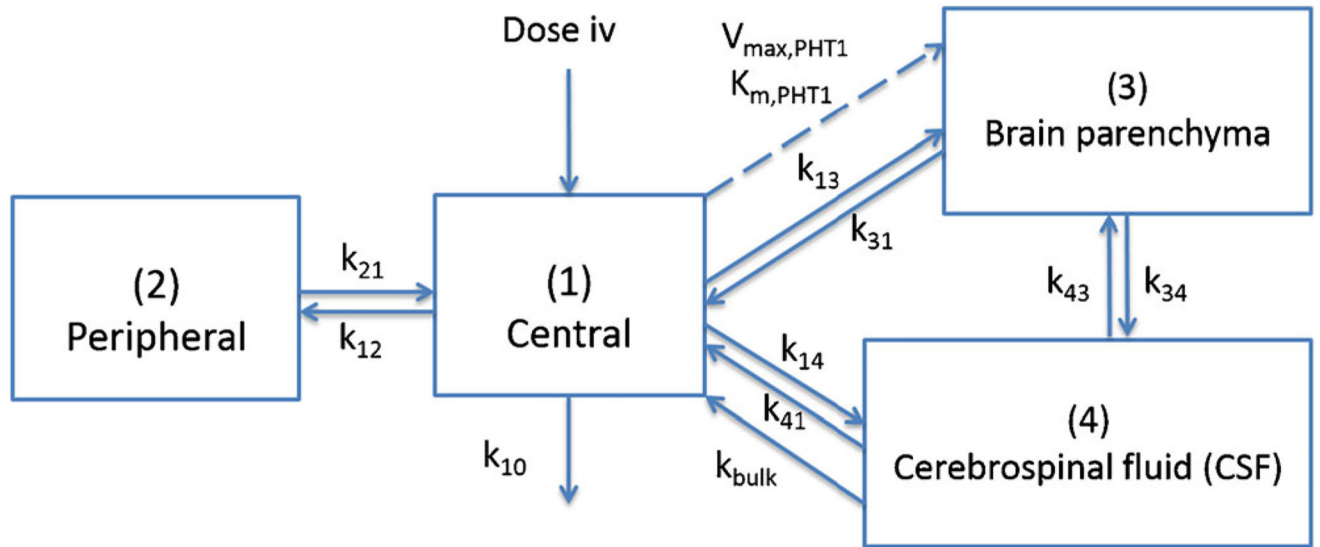 Dose iv
Vmax,PHT1
Km,PHT1
(3)
Brain parenchyma
k13
k31
k21
(2)
Peripheral
k12
(1)
Central
k43
k34
k14
k41
kbulk
k10
(4)
Cerebrospinal fluid (CSF)